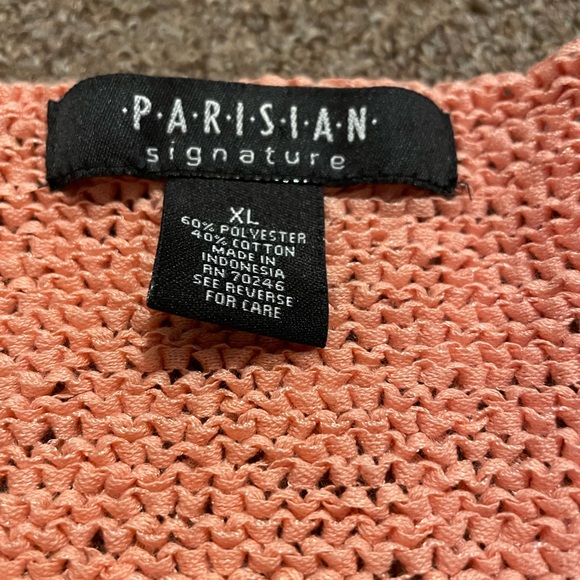 ·P·A·R·I·S·I·A·N·
signature
XL
60% POLYESTER
40% COTTON
MADE IN
INDONESIA
RN 70246
SEE REVERSE
FOR CARE